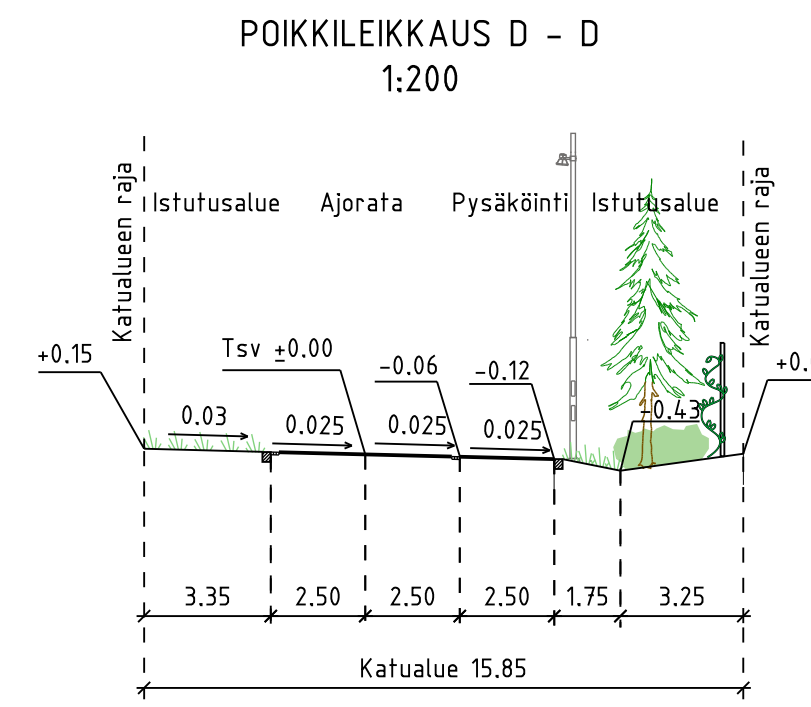 POIKKILEIKKAUS D - D
1:200
Katualueen raja
Istutusalue Ajorata Pysäköinti Istutusalue
Katualueen raja
+0.15 Tsv ±0.00 -0.06 -0.12 +0.
0.03 0.025 0.025 0.025 -0.43
3.35 2.50 2.50 2.50 1.75 3.25
Katualue 15.85